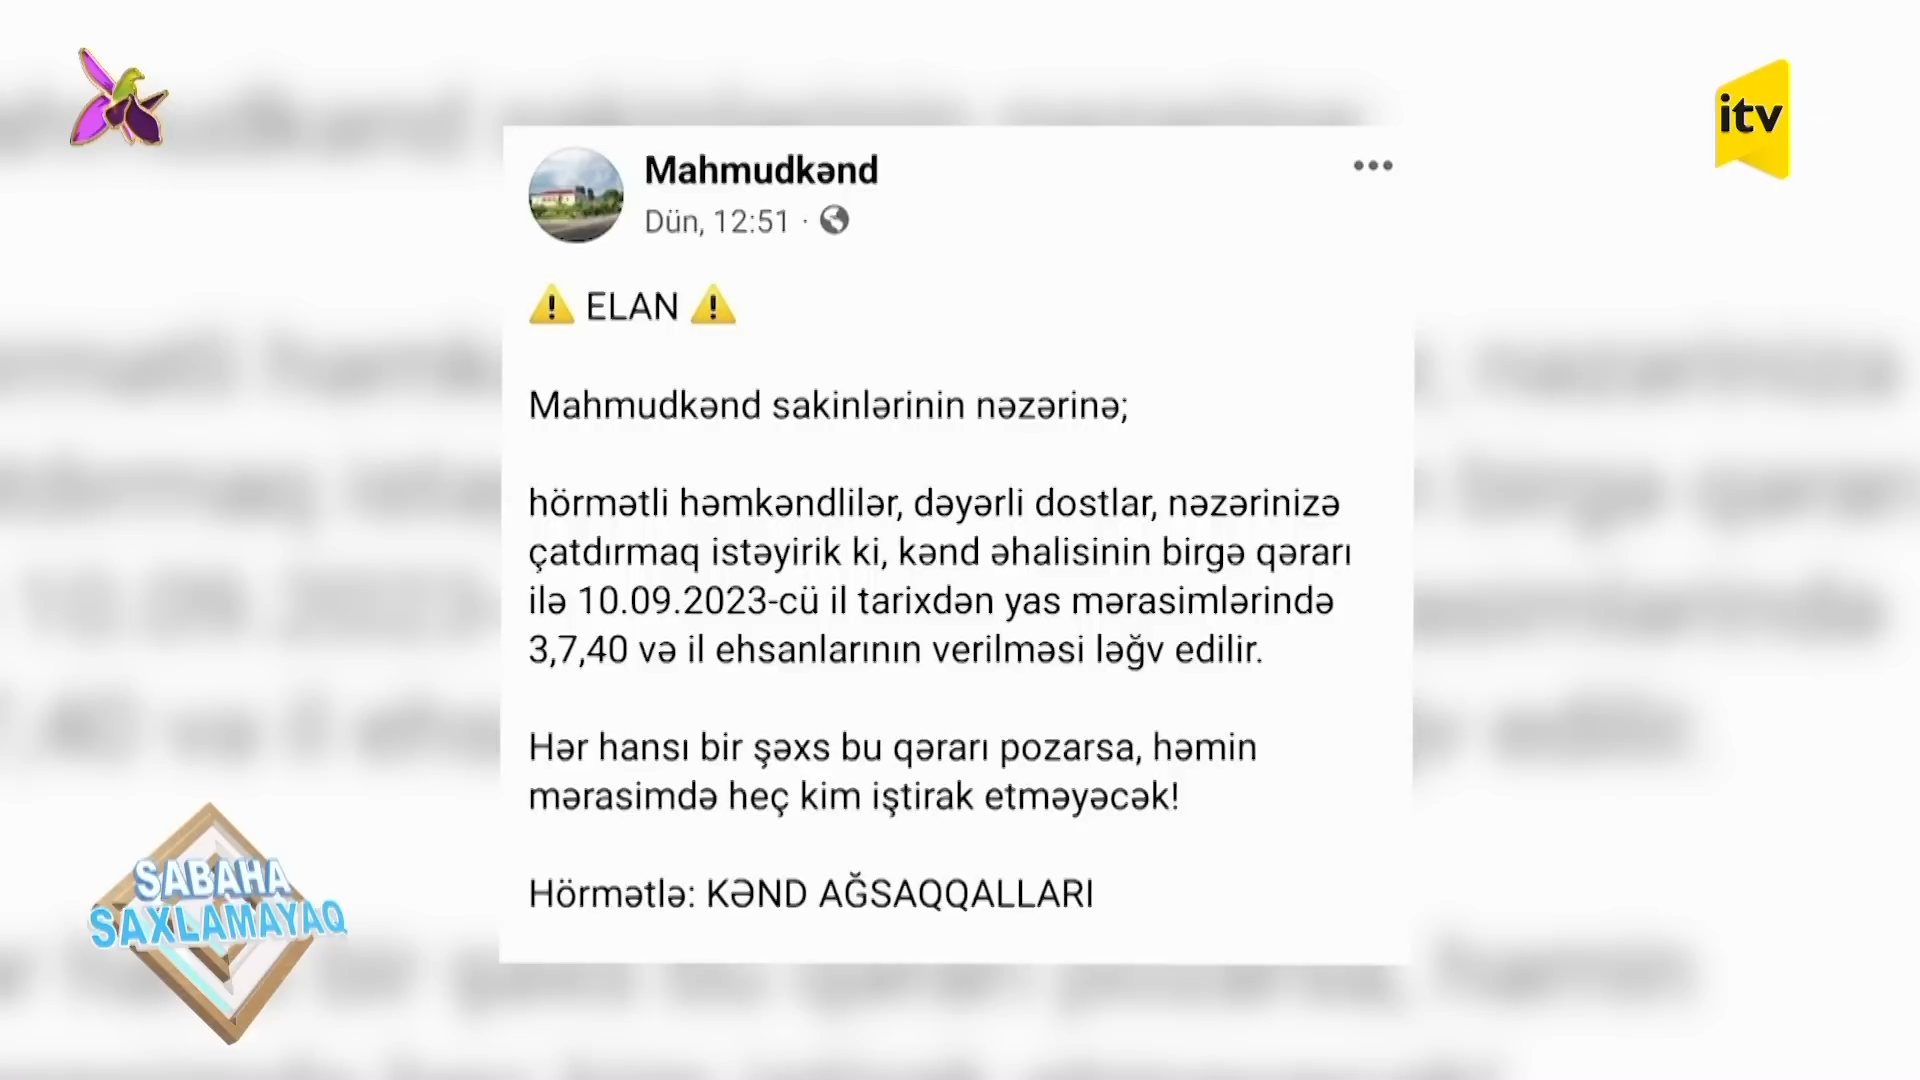 itv
Mahmudkənd
Dün, 12:51 ·
⚠️ ELAN ⚠️
Mahmudkənd sakinlərinin nəzərinə;
hörmətli həmkəndlilər, dəyərli dostlar, nəzərinizə
çatdırmaq istəyirik ki, kənd əhalisinin birgə qərarı
ilə 10.09.2023-cü il tarixdən yas mərasimlərində
3,7,40 və il ehsanlarının verilməsi ləğv edilir.
Hər hansı bir şəxs bu qərarı pozarsa, həmin
mərasimdə heç kim iştirak etməyəcək!
Hörmətlə: KƏND AĞSAQQALLARI
SABAHA
SAXLAMAYAQ